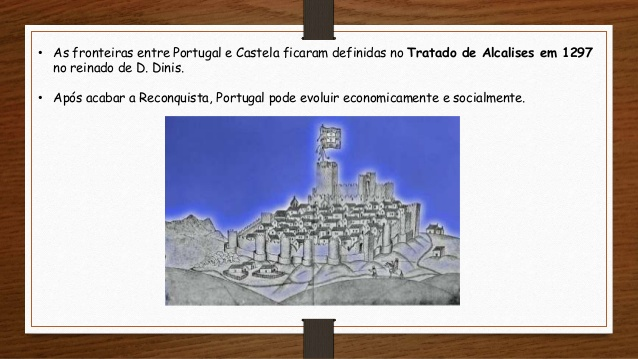 • As fronteiras entre Portugal e Castela ficaram definidas no Tratado de Alcalises em 1297
no reinado de D. Dinis.
• Após acabar a Reconquista, Portugal pode evoluir economicamente e socialmente.